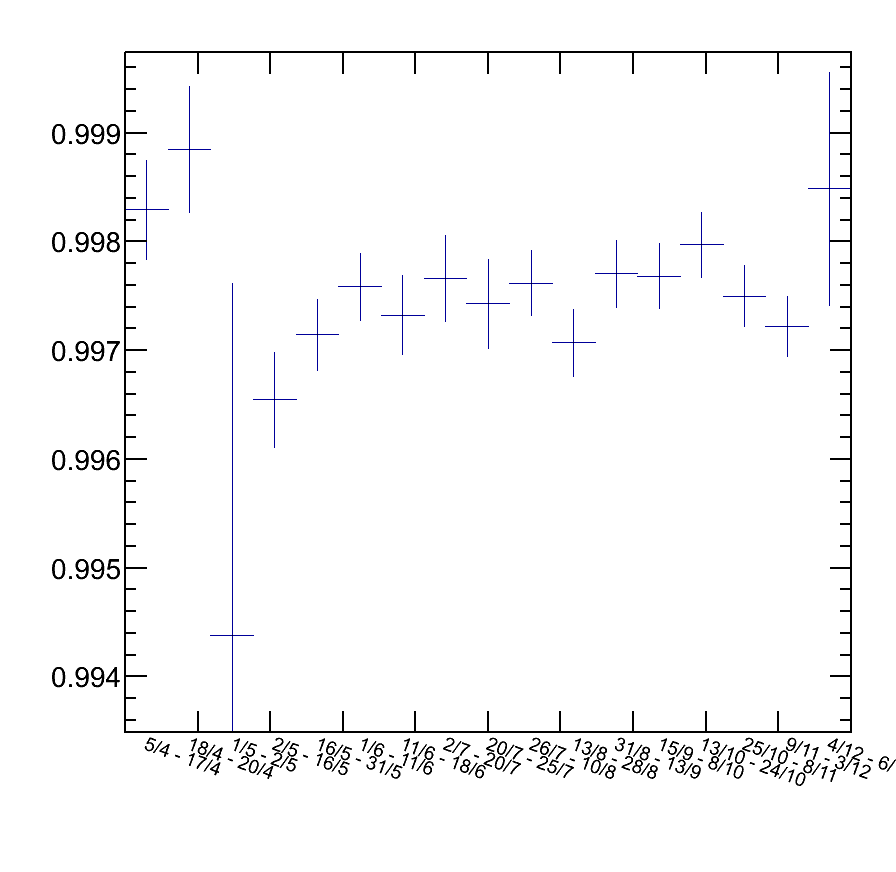 0.999
0.998
0.997
0.996
0.995
0.994
5/4 - 17/4
18/4 - 20/4
1/5 - 2/5
2/5 - 16/5
16/5 - 31/5
1/6 - 11/6
11/6 - 18/6
2/7 - 20/7
20/7 - 25/7
26/7 - 10/8
13/8 - 28/8
31/8 - 13/9
15/9 - 8/10
13/10 - 24/10
25/10 - 8/11
9/11 - 3/12
4/12 - 6/